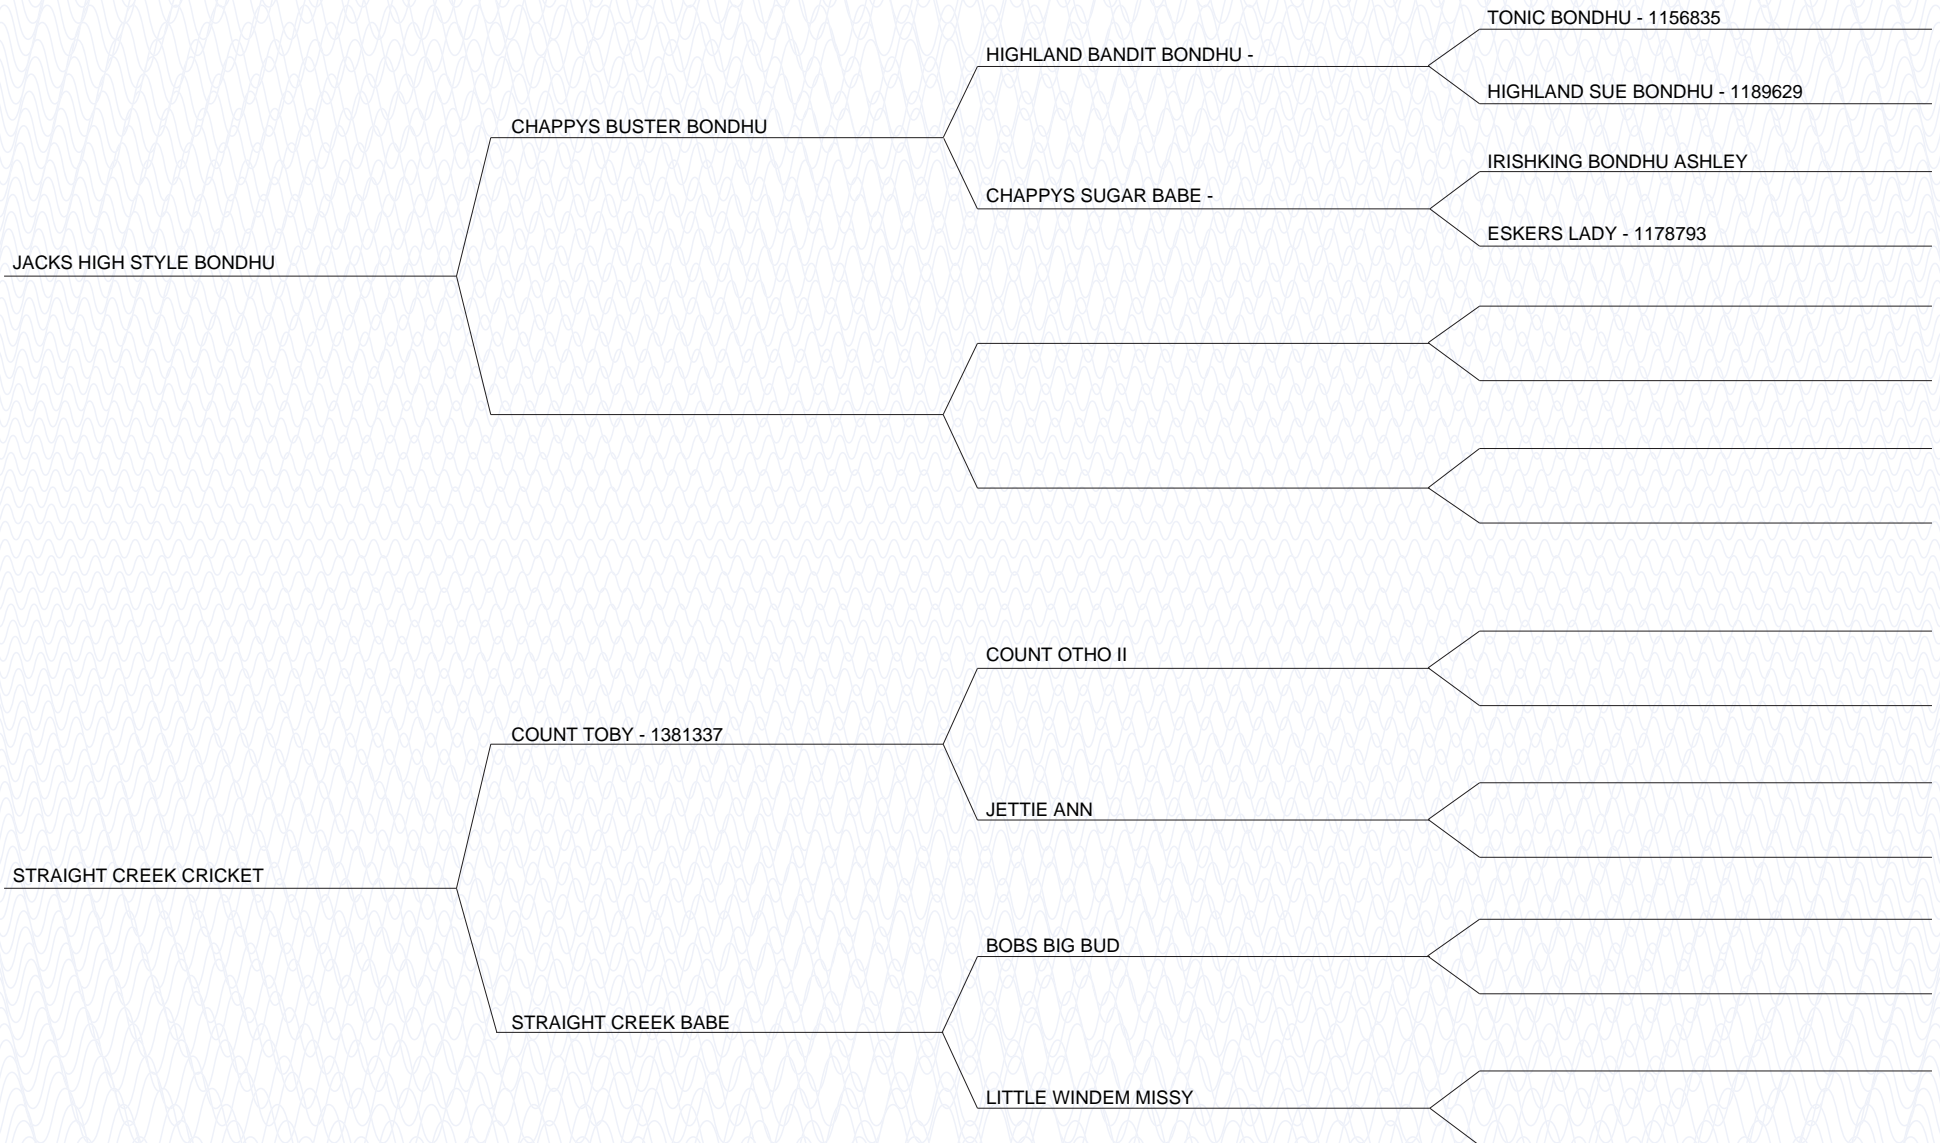 TONIC BONDHU - 1156835
HIGHLAND BANDIT BONDHU -
HIGHLAND SUE BONDHU - 1189629
CHAPPYS BUSTER BONDHU
IRISHKING BONDHU ASHLEY
CHAPPYS SUGAR BABE -
ESKERS LADY - 1178793
JACKS HIGH STYLE BONDHU
COUNT OTHO II
COUNT TOBY - 1381337
JETTIE ANN
STRAIGHT CREEK CRICKET
BOBS BIG BUD
STRAIGHT CREEK BABE
LITTLE WINDEM MISSY